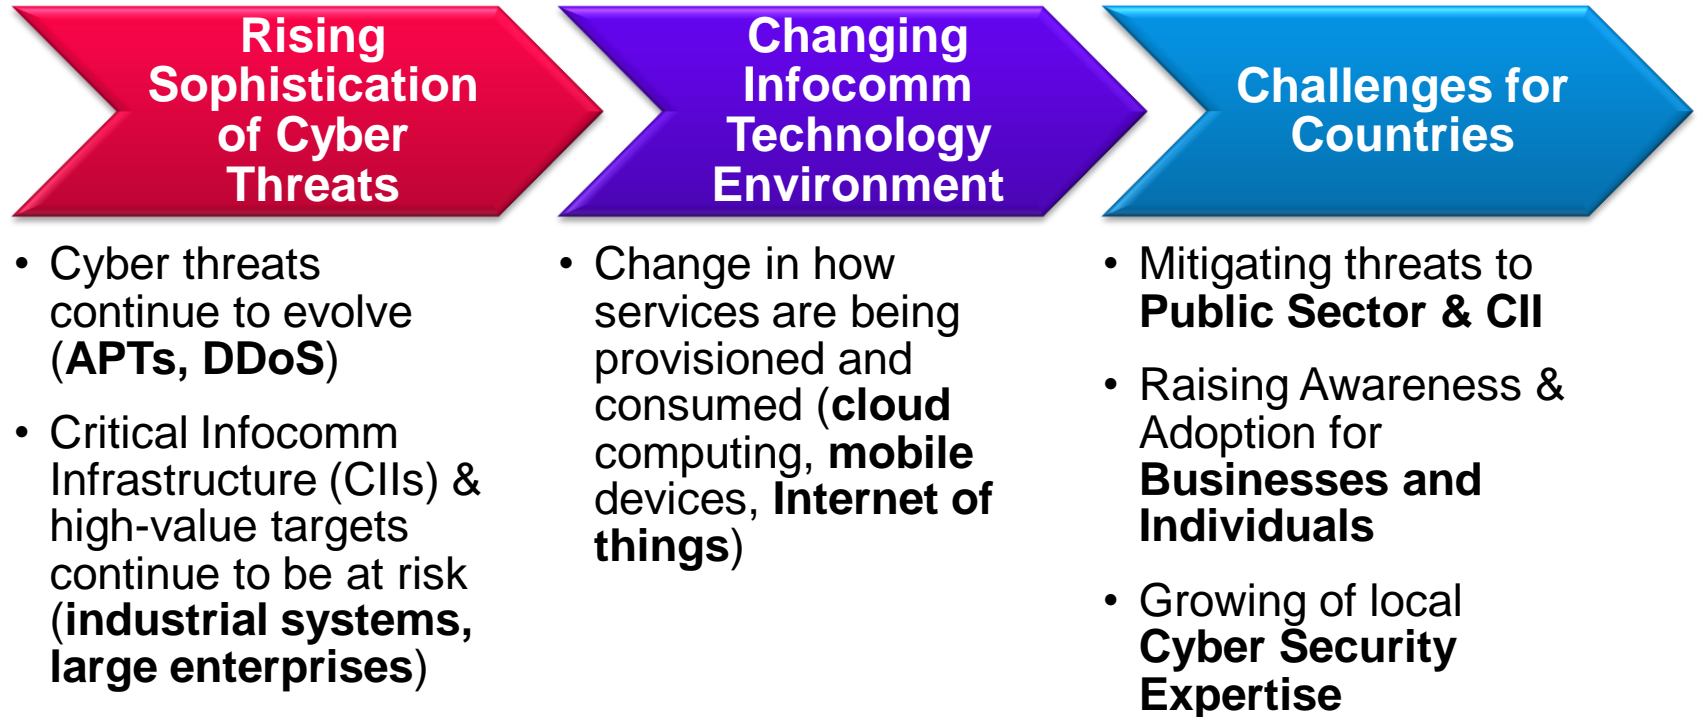 Rising
Sophistication
of Cyber
Threats
• Cyber threats
continue to evolve
(APTs, DDoS)
• Critical Infocomm
Infrastructure (CIIs) &
high-value targets
continue to be at risk
(industrial systems,
large enterprises)
Changing
Infocomm
Technology
Environment
• Change in how
services are being
provisioned and
consumed (cloud
computing, mobile
devices, Internet of
things)
Challenges for
Countries
• Mitigating threats to
Public Sector & CII
• Raising Awareness &
Adoption for
Businesses and
Individuals
• Growing of local
Cyber Security
Expertise